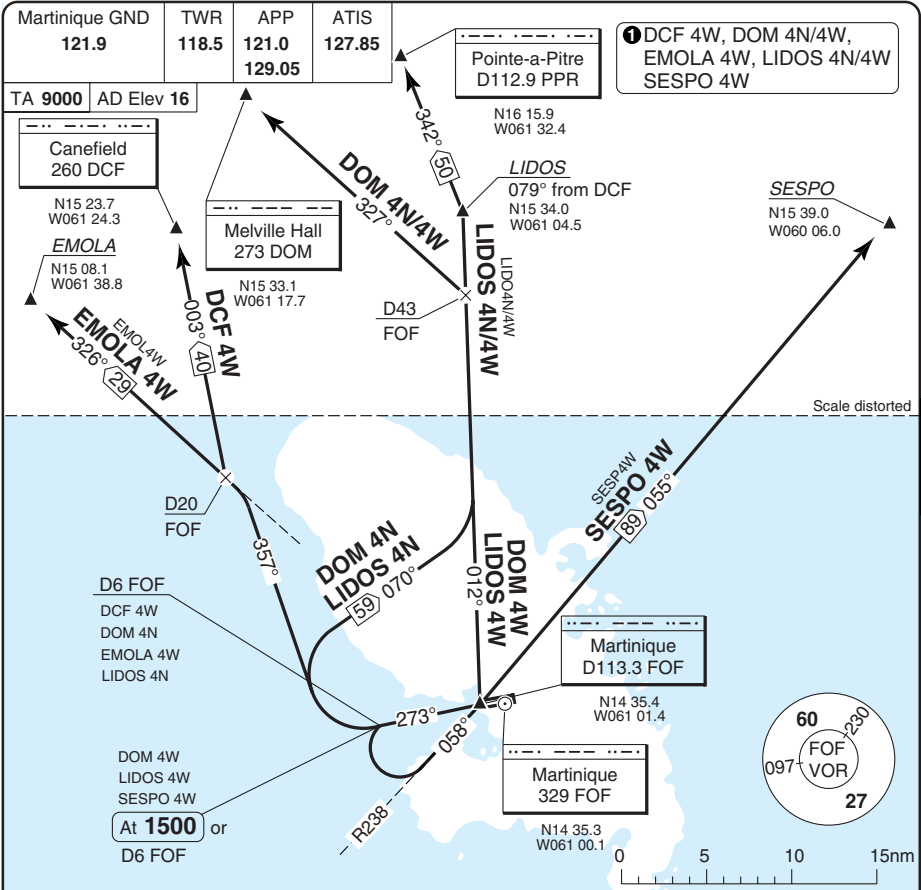 Martinique GND
121.9
TWR
118.5
APP
121.0
129.05
ATIS
127.85
TA 9000
AD Elev 16
❶ DCF 4W, DOM 4N/4W,
EMOLA 4W, LIDOS 4N/4W
SESPO 4W
Pointe-a-Pitre
D112.9 PPR
N16 15.9
W061 32.4
Canefield
260 DCF
N15 23.7
W061 24.3
Melville Hall
273 DOM
N15 33.1
W061 17.7
EMOLA
N15 08.1
W061 38.8
LIDOS
079° from DCF
N15 34.0
W061 04.5
SESPO
N15 39.0
W060 06.0
342°
50
DOM 4N/4W
327°
LIDO4N/4W
LIDOS 4N/4W
D43
FOF
DCF 4W
003°
40
EMOL4W
EMOLA 4W
326°
29
Scale distorted
D20
FOF
357°
DOM 4N
LIDOS 4N
59
070°
DOM 4W
LIDOS 4W
012°
SESP4W
SESPO 4W
89
055°
D6 FOF
DCF 4W
DOM 4N
EMOLA 4W
LIDOS 4N
Martinique
D113.3 FOF
N14 35.4
W061 01.4
273°
058°
R238
Martinique
329 FOF
N14 35.3
W061 00.1
DOM 4W
LIDOS 4W
SESPO 4W
At 1500 or
D6 FOF
60
230
FOF
VOR
097
27
0 5 10 15nm